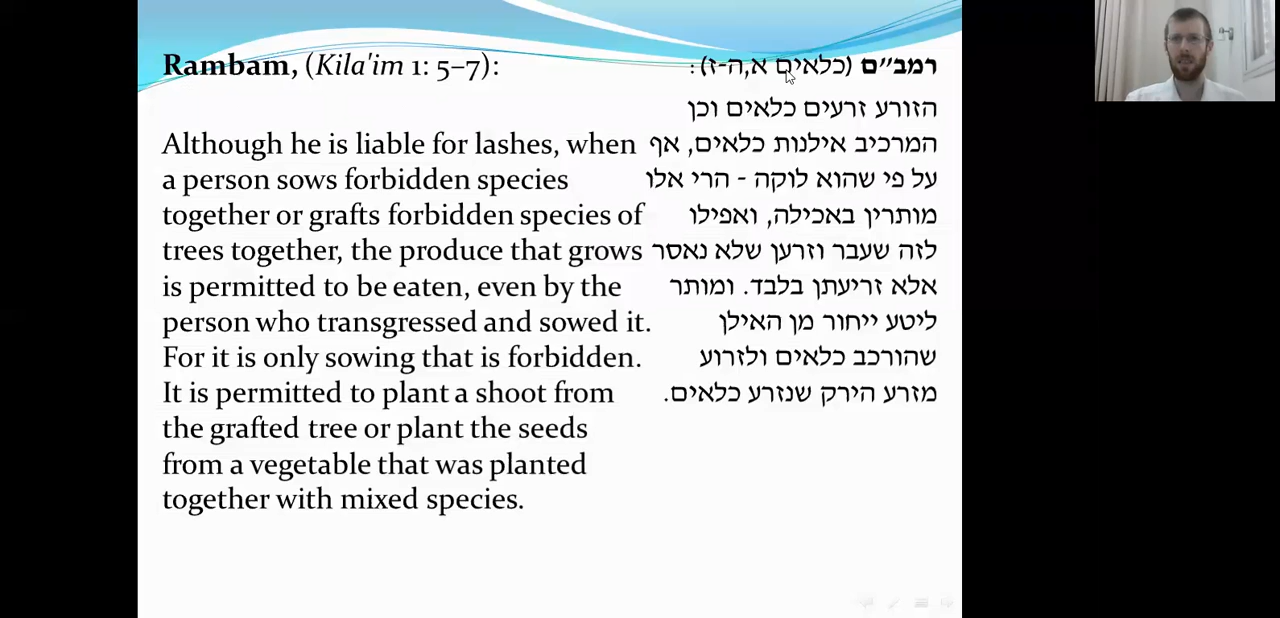 Rambam, (Kila'im 1: 5–7):
Although he is liable for lashes, when
a person sows forbidden species
together or grafts forbidden species of
trees together, the produce that grows
is permitted to be eaten, even by the
person who transgressed and sowed it.
For it is only sowing that is forbidden.
It is permitted to plant a shoot from
the grafted tree or plant the seeds
from a vegetable that was planted
together with mixed species.
רמב״ם (כלאים א,ה-ז):
הזורע זרעים כלאים וכן
המרכיב אילנות כלאים, אף
על פי שהוא לוקה - הרי אלו
מותרין באכילה, ואפילו
לזה שעבר וזרען שלא נאסר
אלא זריעתן בלבד. ומותר
ליטע ייחור מן האילן
שהורכב כלאים ולזרוע
מזרע הירק שנזרע כלאים.